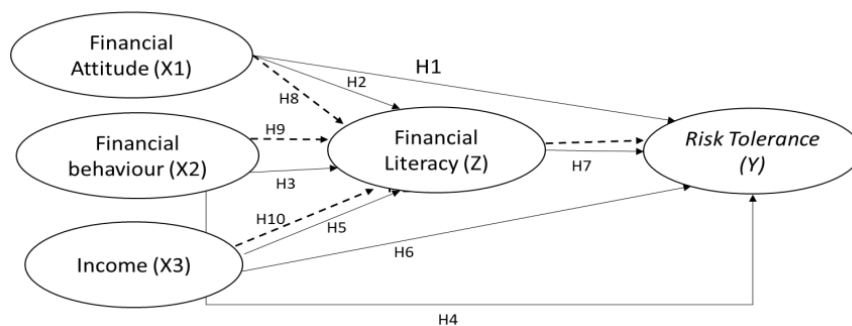 Financial
Attitude (X1)
H1
H2
H8
Financial
behaviour (X2)
H9
H3
Financial
Literacy (Z)
H7
Risk Tolerance
(Y)
H10
H5
H6
Income (X3)
H4